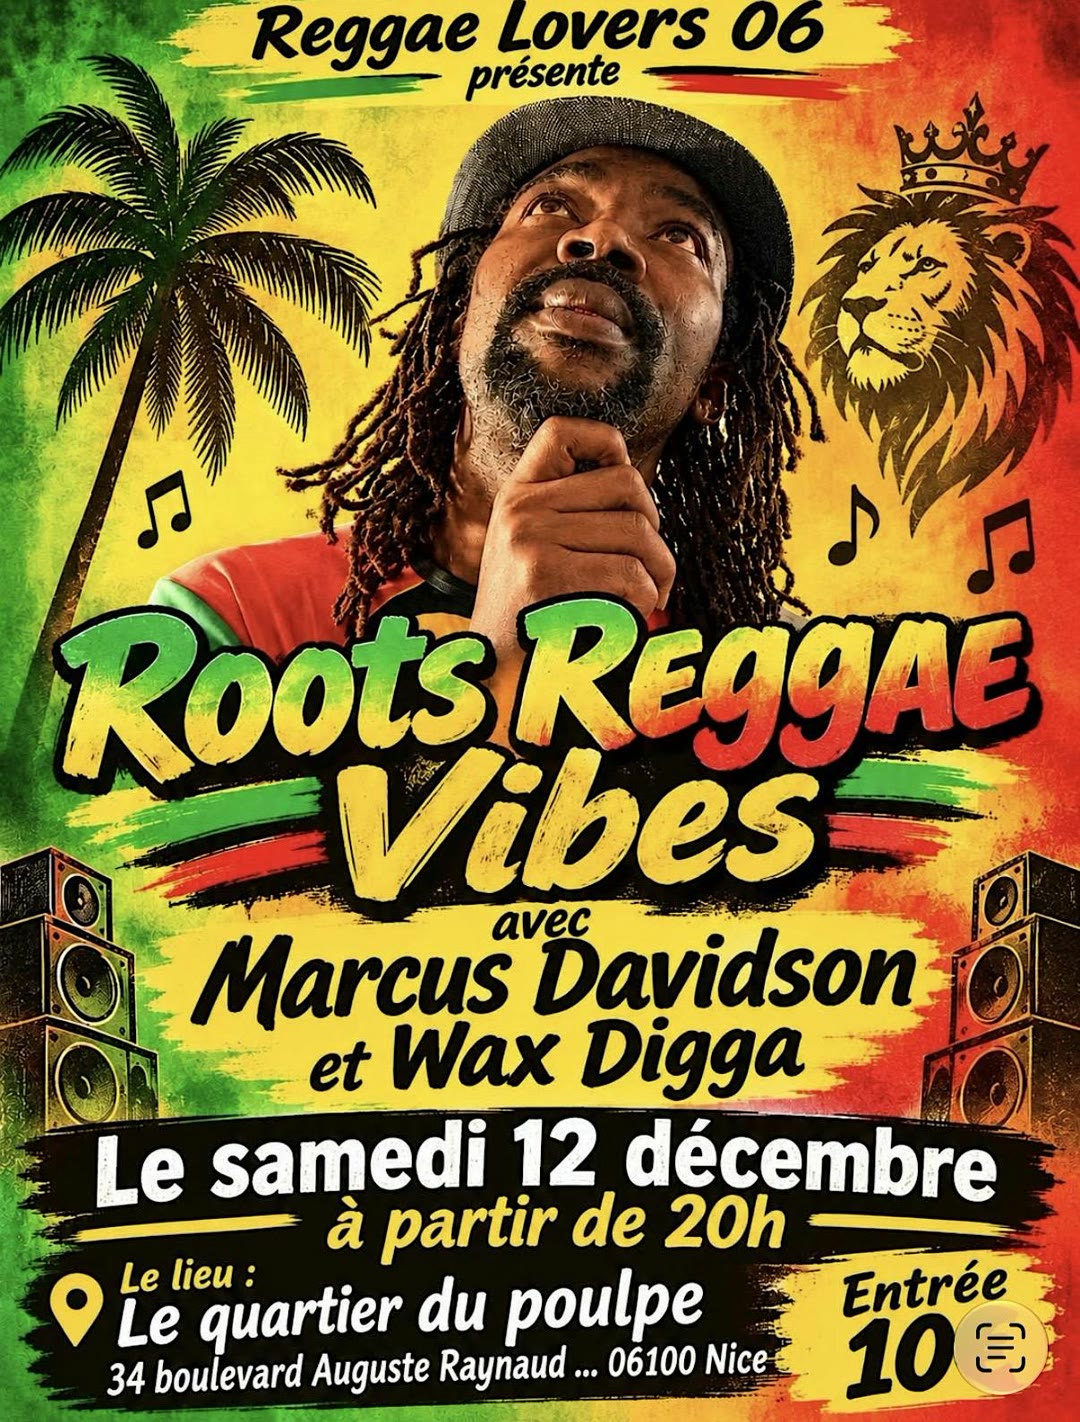 Reggae Lovers 06
présente
Roots Reggae
Vibes
avec
Marcus Davidson
et Wax Digga
Le samedi 12 décembre
à partir de 20h
Le lieu :
Le quartier du poulpe
34 boulevard Auguste Raynaud ... 06100 Nice
Entrée
10